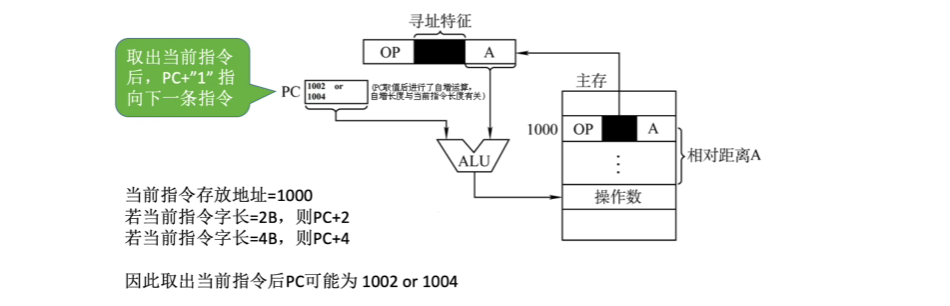 寻址特征
OP
A
取出当前指令
后，PC+”1” 指
向下一条指令
PC
1002 or
1004
(PC取值后进行了自增运算，
自增长度与当前指令长度有关)
主存
1000
OP
A
相对距离A
ALU
⋮
操作数
当前指令存放地址=1000
若当前指令字长=2B，则PC+2
若当前指令字长=4B，则PC+4
因此取出当前指令后PC可能为 1002 or 1004